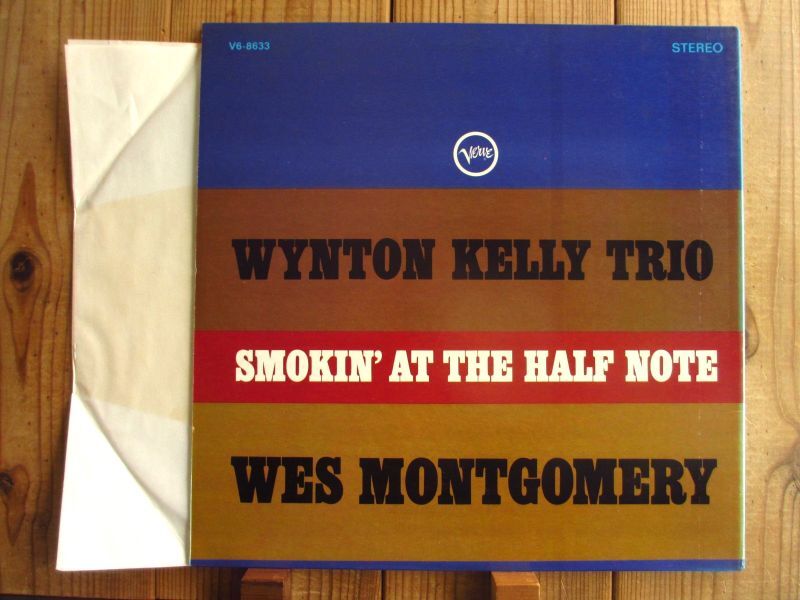 V6-8633 STEREO
Verve
WYNTON KELLY TRIO
SMOKIN' AT THE HALF NOTE
WES MONTGOMERY